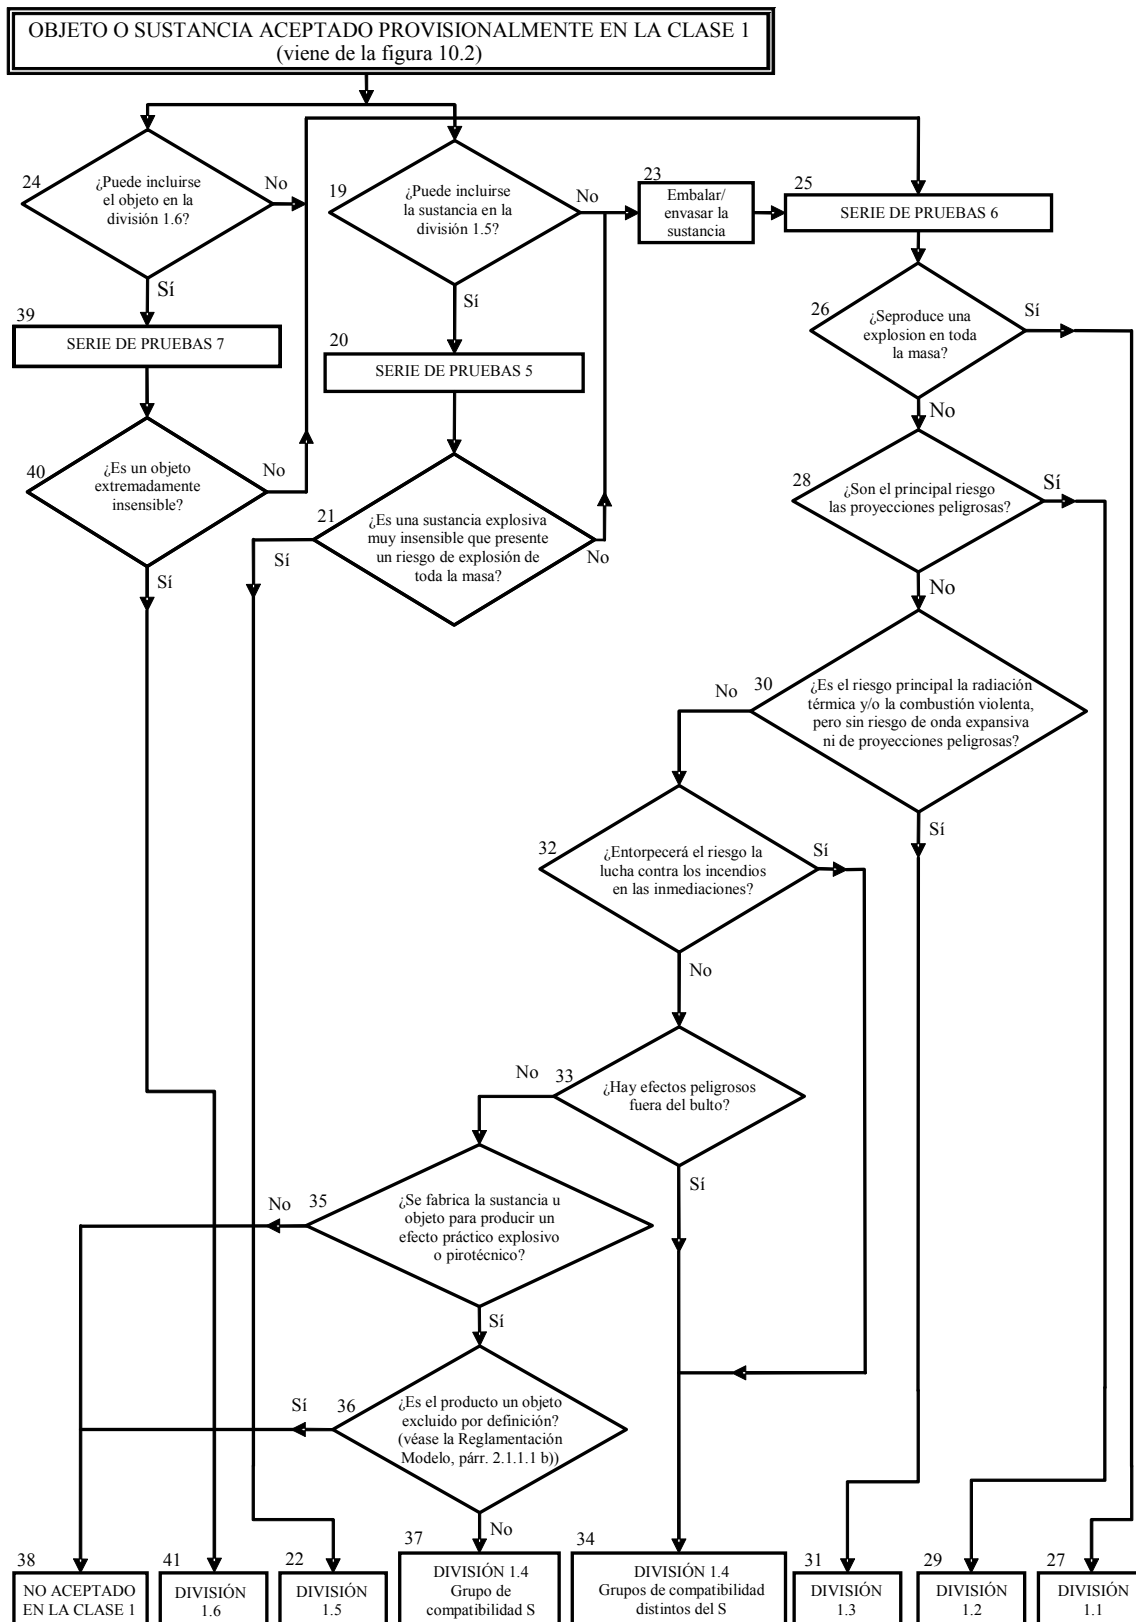 OBJETO O SUSTANCIA ACEPTADO PROVISIONALMENTE EN LA CLASE 1
(viene de la figura 10.2)
24
¿Puede incluirse
el objeto en la
división 1.6?
No
Sí
19
¿Puede incluirse
la sustancia en la
división 1.5?
No
Sí
23
Embalar/
envasar la
sustancia
25
SERIE DE PRUEBAS 6
39
SERIE DE PRUEBAS 7
20
SERIE DE PRUEBAS 5
26
¿Seproduce una
explosion en toda
la masa?
Sí
No
40
¿Es un objeto
extremadamente
insensible?
No
Sí
21
¿Es una sustancia explosiva
muy insensible que presente
un riesgo de explosión de
toda la masa?
Sí
No
28
¿Son el principal riesgo
las proyecciones peligrosas?
Sí
No
30
¿Es el riesgo principal la radiación
térmica y/o la combustión violenta,
pero sin riesgo de onda expansiva
ni de proyecciones peligrosas?
No
Sí
32
¿Entorpecerá el riesgo la
lucha contra los incendios
en las inmediaciones?
Sí
No
33
¿Hay efectos peligrosos
fuera del bulto?
No
Sí
35
¿Se fabrica la sustancia u
objeto para producir un
efecto práctico explosivo
o pirotécnico?
No
Sí
36
¿Es el producto un objeto
excluido por definición?
(véase la Reglamentación
Modelo, párr. 2.1.1.1 b))
Sí
No
38
NO ACEPTADO
EN LA CLASE 1
41
DIVISIÓN
1.6
22
DIVISIÓN
1.5
37
DIVISIÓN 1.4
Grupo de
compatibilidad S
34
DIVISIÓN 1.4
Grupos de compatibilidad
distintos del S
31
DIVISIÓN
1.3
29
DIVISIÓN
1.2
27
DIVISIÓN
1.1